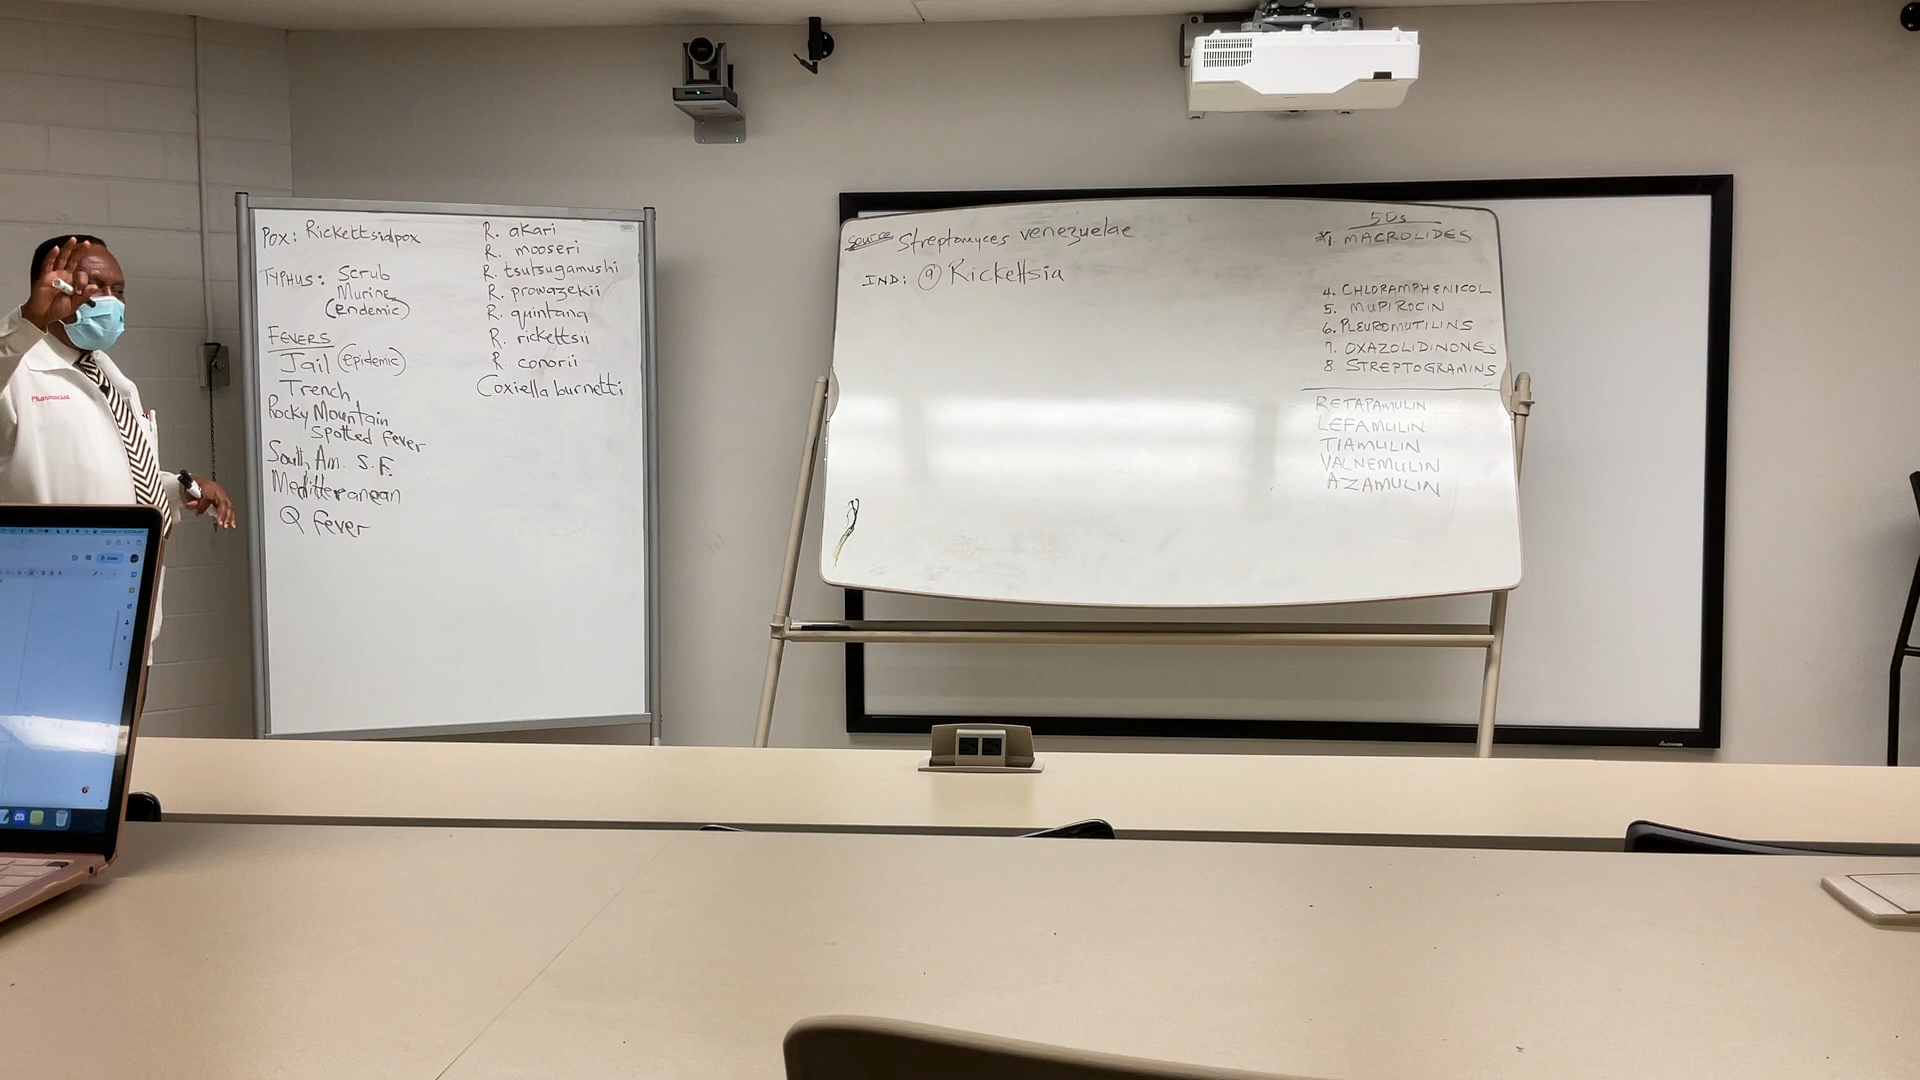 Pox: Rickettsialpox
TYPHUS: Scrub
Murine
(Endemic)
FEVERS
Jail (Epidemic)
Trench
Rocky Mountain
Spotted Fever
South Am. S.F.
Mediterranean
Q Fever
R. akari
R. mooseri
R. tsutsugamushi
R. prowazekii
R. quintana
R. rickettsii
R. conorii
Coxiella burnetti
Source Streptomyces venezuelae
IND: (a) Rickettsia
50s
*1. MACROLIDES
4. CHLORAMPHENICOL
5. MUPIROCIN
6. PLEUROMUTILINS
7. OXAZOLIDINONES
8 STREPTOGRAMINS
RETAPAMULIN
LEFAMULIN
TIAMULIN
VALNEMULIN
AZAMULIN